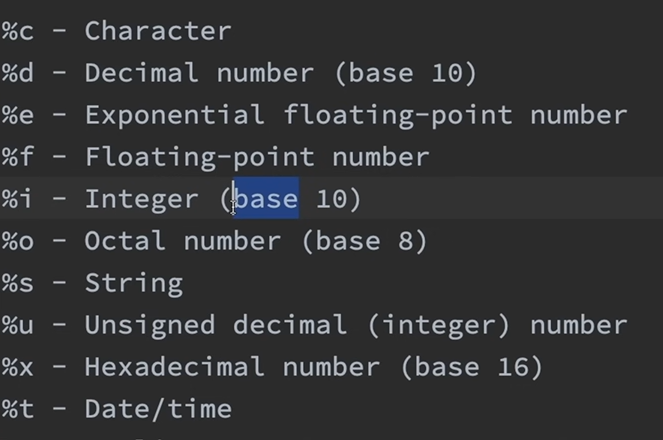 %c - Character
%d - Decimal number (base 10)
%e - Exponential floating-point number
%f - Floating-point number
%i - Integer (base 10)
%o - Octal number (base 8)
%s - String
%u - Unsigned decimal (integer) number
%x - Hexadecimal number (base 16)
%t - Date/time